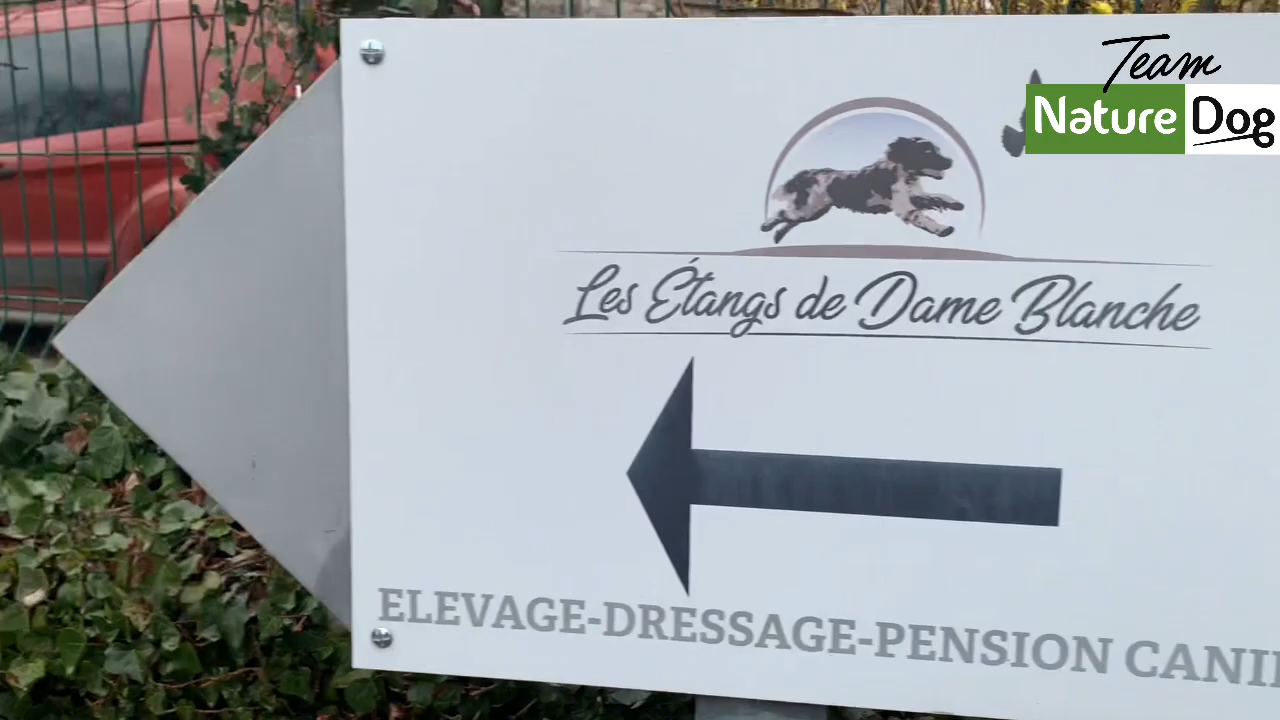 Team
Nature Dog
Les Étangs de Dame Blanche
ELEVAGE-DRESSAGE-PENSION